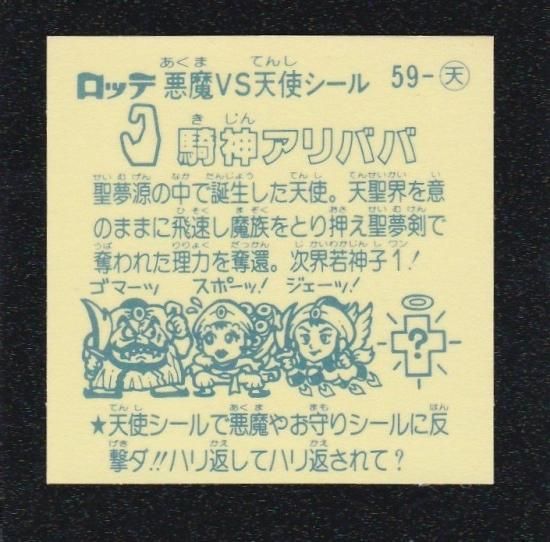 ロッテ 悪魔VS天使シール 59-天
あくま てんし
騎神アリババ
きしん
聖夢源の中で誕生した天使。天聖界を意
せいむげん なか たんじょう てんし てんせいかい い
のままに飛速し魔族をとり押え聖夢剣で
ひそく まぞく おさ せいむけん
奪われた理力を奪還。次界若神子1!
うば りりょく だっかん じかいわかじんしワン
ゴマーッ スポーッ! ジェーッ!
?
★天使シールで悪魔やお守りシールに反
てんし あくま まも はん
撃ダ!!ハリ返してハリ返されて?
げき かえ かえ